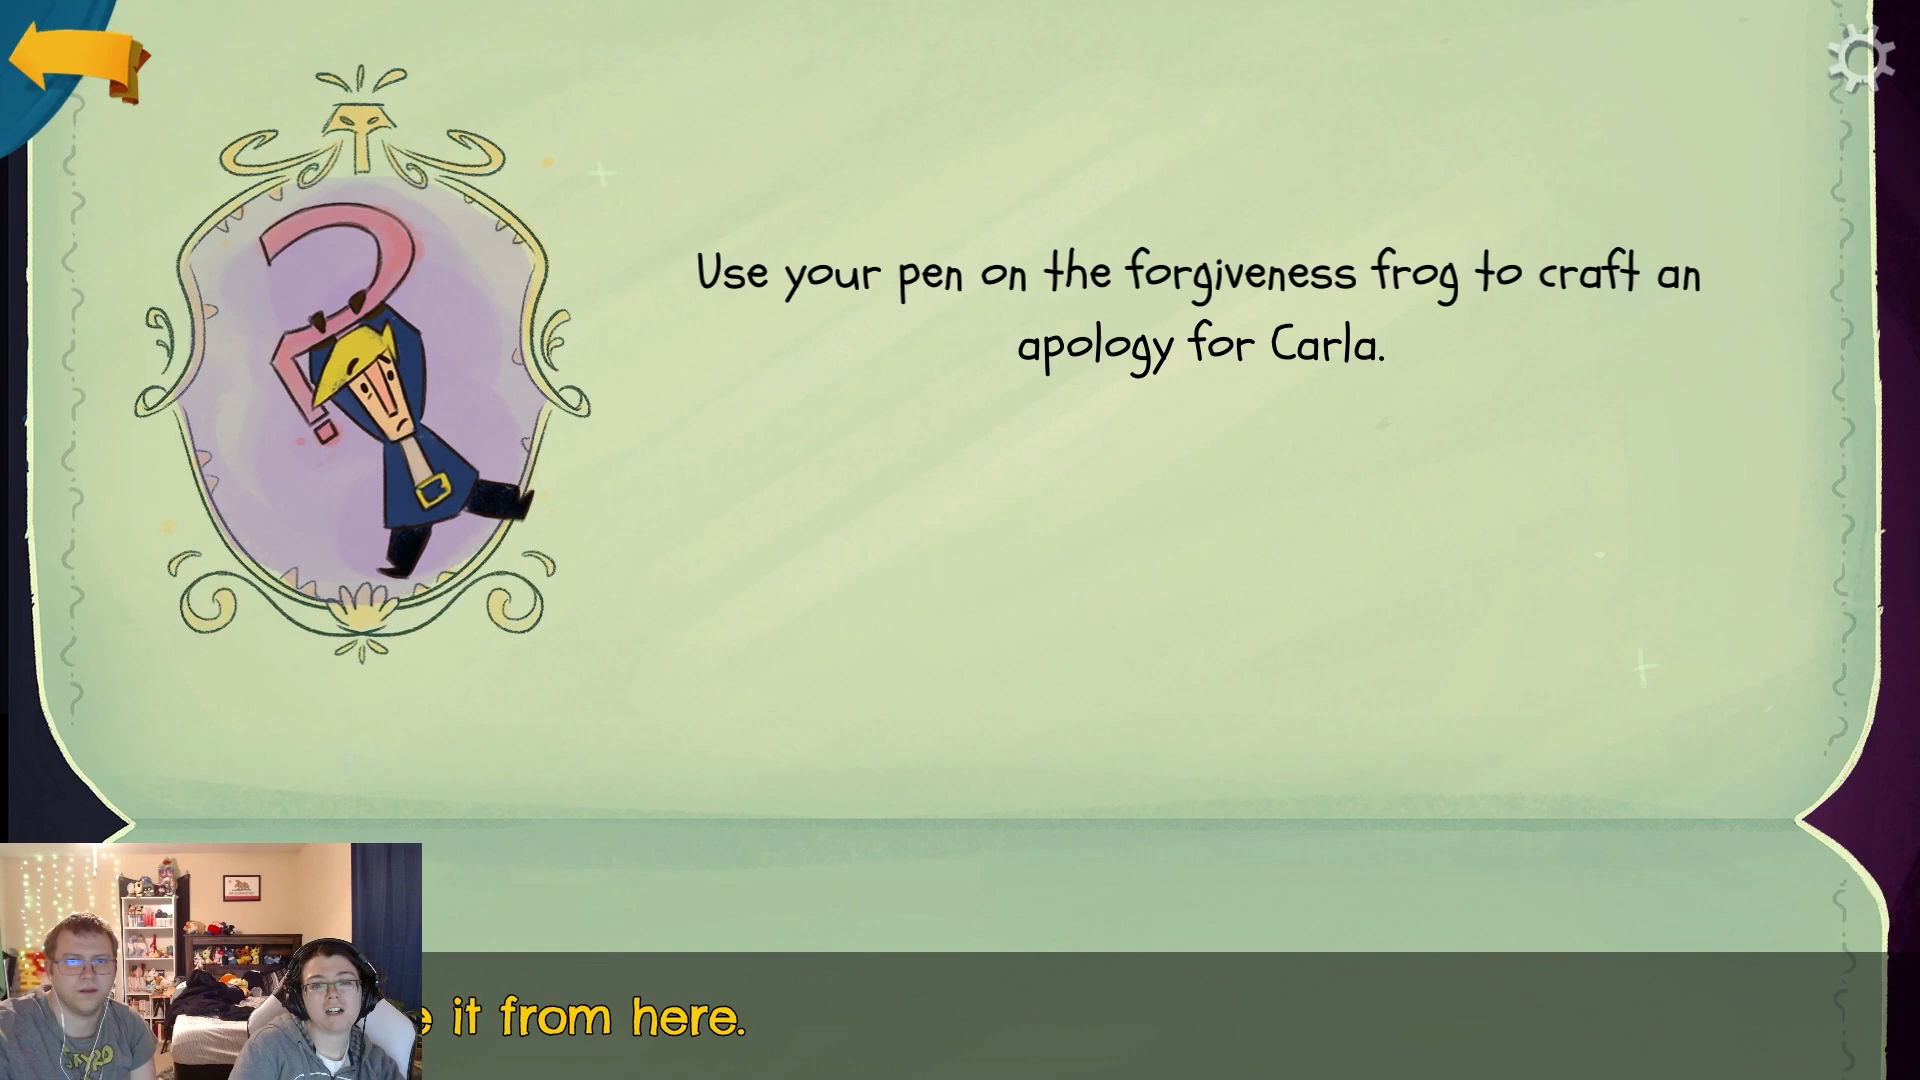 Use your pen on the forgiveness frog to craft an
apology for Carla.
it from here.